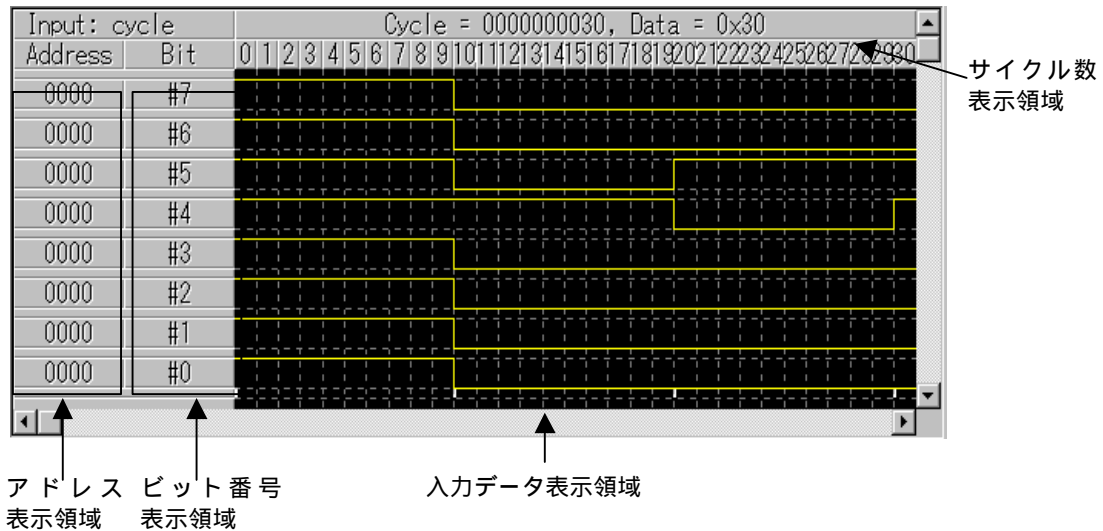 Input: cycle Cycle = 0000000030, Data = 0x30
Address Bit 0 1 2 3 4 5 6 7 8 9 10 11 12 13 14 15 16 17 18 19 20 21 22 23 24 25 26 27 28 29 30
0000 #7
0000 #6
0000 #5
0000 #4
0000 #3
0000 #2
0000 #1
0000 #0
サイクル数
表示領域
アドレス
表示領域
ビット番号
表示領域
入力データ表示領域